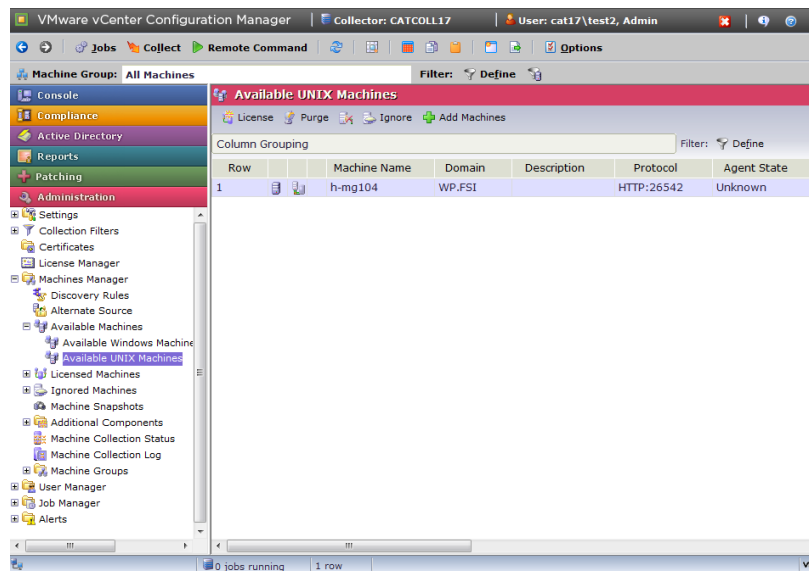 VMware vCenter Configuration Manager Collector: CATCOLL17 User: cat17\test2, Admin
Jobs Collect Remote Command Options
Machine Group: All Machines Filter: Define
Console
Compliance
Active Directory
Reports
Patching
Administration
Settings
Collection Filters
Certificates
License Manager
Machines Manager
Discovery Rules
Alternate Source
Available Machines
Available Windows Machine
Available UNIX Machines
Licensed Machines
Ignored Machines
Machine Snapshots
Additional Components
Machine Collection Status
Machine Collection Log
Machine Groups
User Manager
Job Manager
Alerts
Available UNIX Machines
License Purge Ignore Add Machines
Column Grouping Filter: Define
Row Machine Name Domain Description Protocol Agent State
1 h-mg104 WP.FSI HTTP:26542 Unknown
0 jobs running 1 row